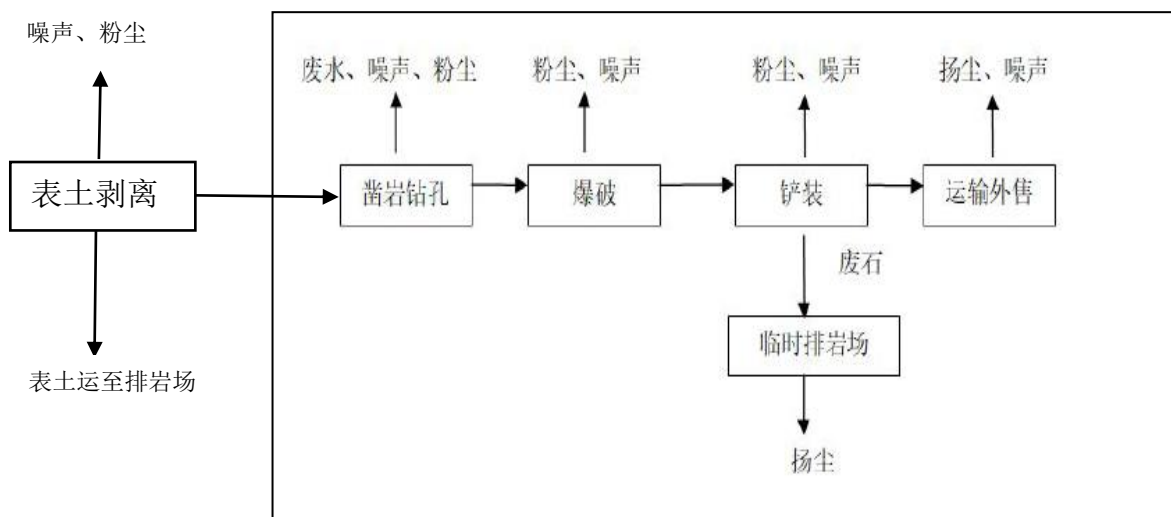 噪声、粉尘
废水、噪声、粉尘
粉尘、噪声
粉尘、噪声
扬尘、噪声
表土剥离
凿岩钻孔
爆破
铲装
运输外售
废石
临时排岩场
表土运至排岩场
扬尘